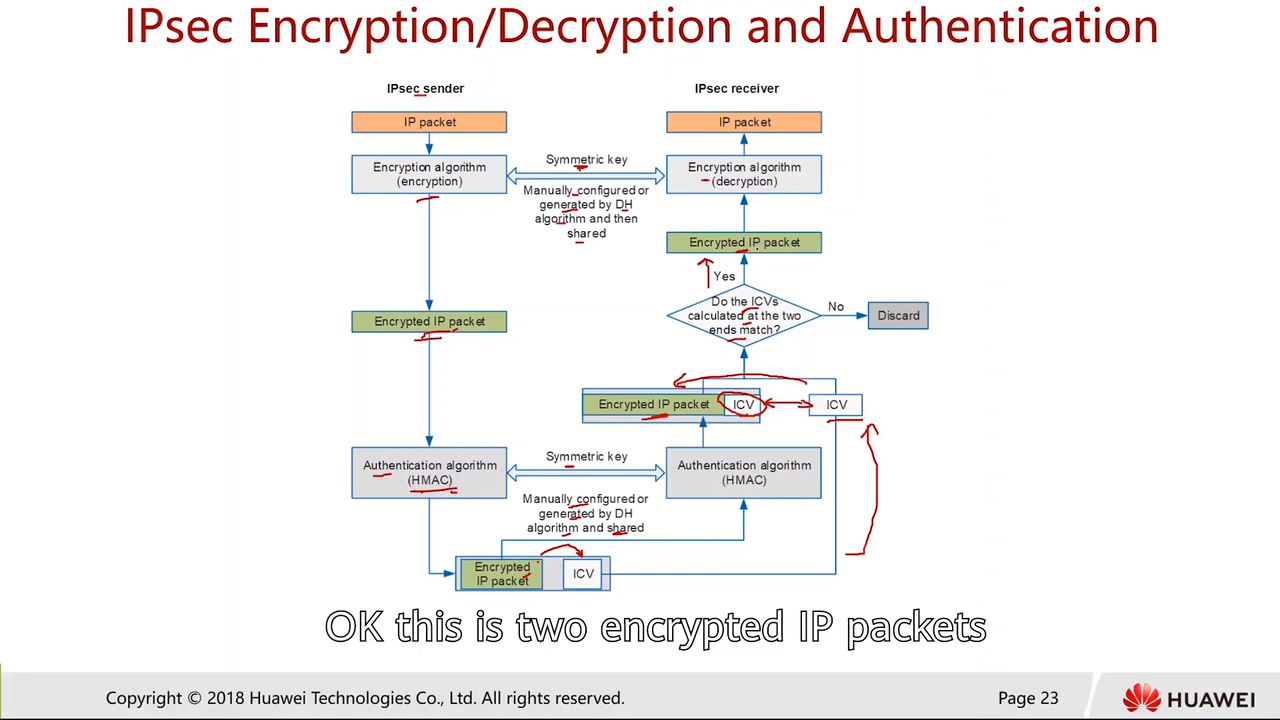 IPsec Encryption/Decryption and Authentication
IPsec sender
IPsec receiver
IP packet
IP packet
Encryption algorithm
(encryption)
Symmetric key
Encryption algorithm
(decryption)
Manually configured or
generated by DH
algorithm and then
shared
Encrypted IP packet
Yes
Do the ICVs
calculated at the two
ends match?
No
Discard
Encrypted IP packet
Encrypted IP packet
ICV
ICV
Authentication algorithm
(HMAC)
Symmetric key
Authentication algorithm
(HMAC)
Manually configured or
generated by DH
algorithm and shared
Encrypted
IP packet
ICV
OK this is two encrypted IP packets
Copyright © 2018 Huawei Technologies Co., Ltd. All rights reserved.
Page 23
HUAWEI